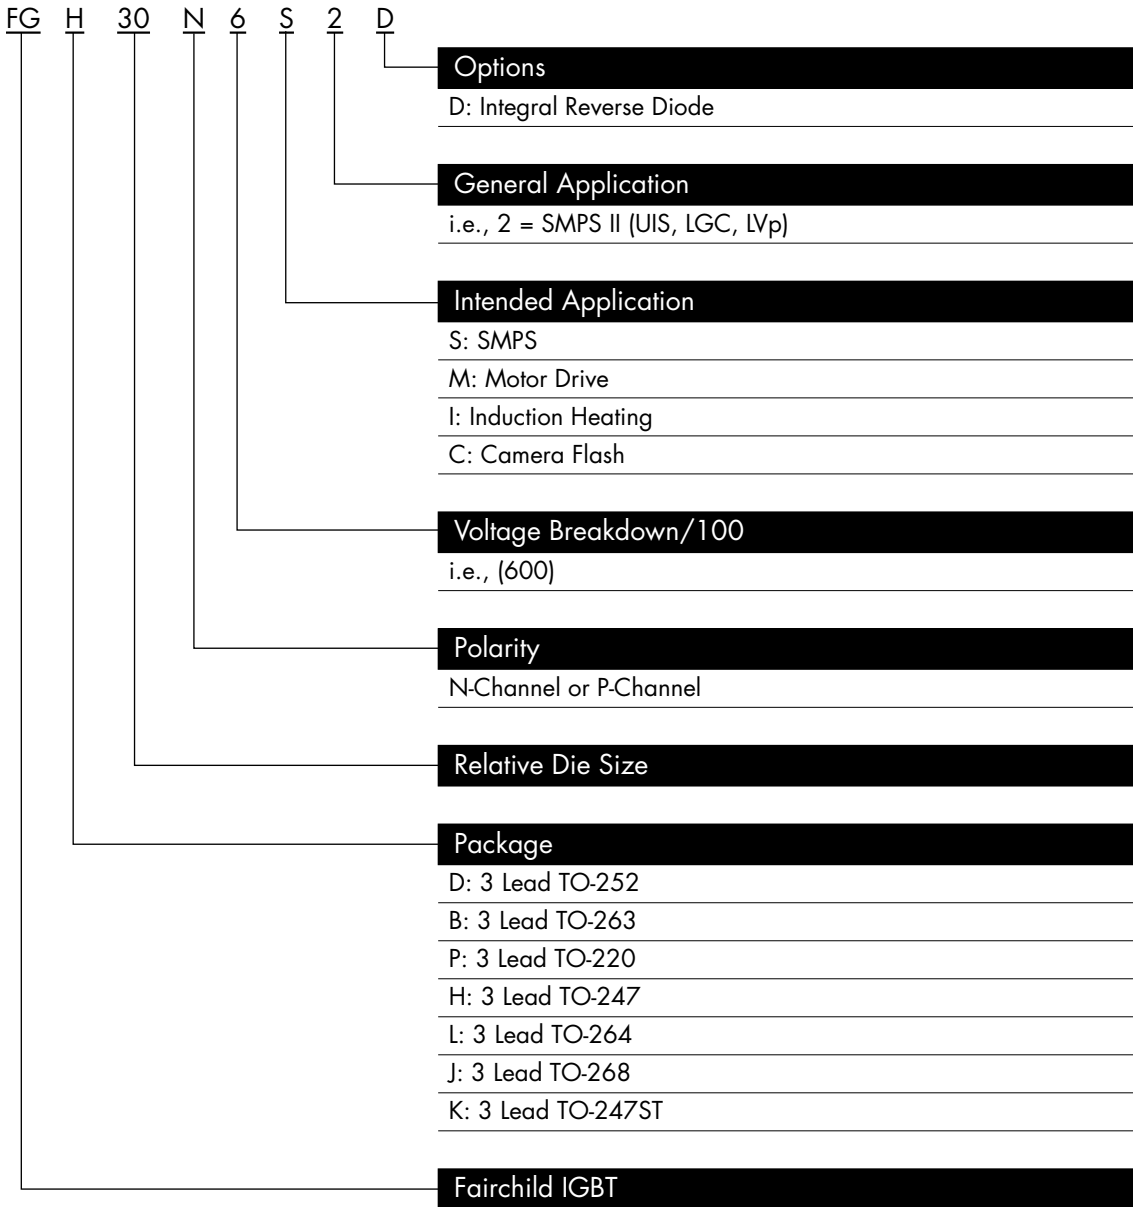 FG H 30 N 6 S 2 D
Options
D: Integral Reverse Diode
General Application
i.e., 2 = SMPS II (UIS, LGC, LVp)
Intended Application
S: SMPS
M: Motor Drive
I: Induction Heating
C: Camera Flash
Voltage Breakdown/100
i.e., (600)
Polarity
N-Channel or P-Channel
Relative Die Size
Package
D: 3 Lead TO-252
B: 3 Lead TO-263
P: 3 Lead TO-220
H: 3 Lead TO-247
L: 3 Lead TO-264
J: 3 Lead TO-268
K: 3 Lead TO-247ST
Fairchild IGBT